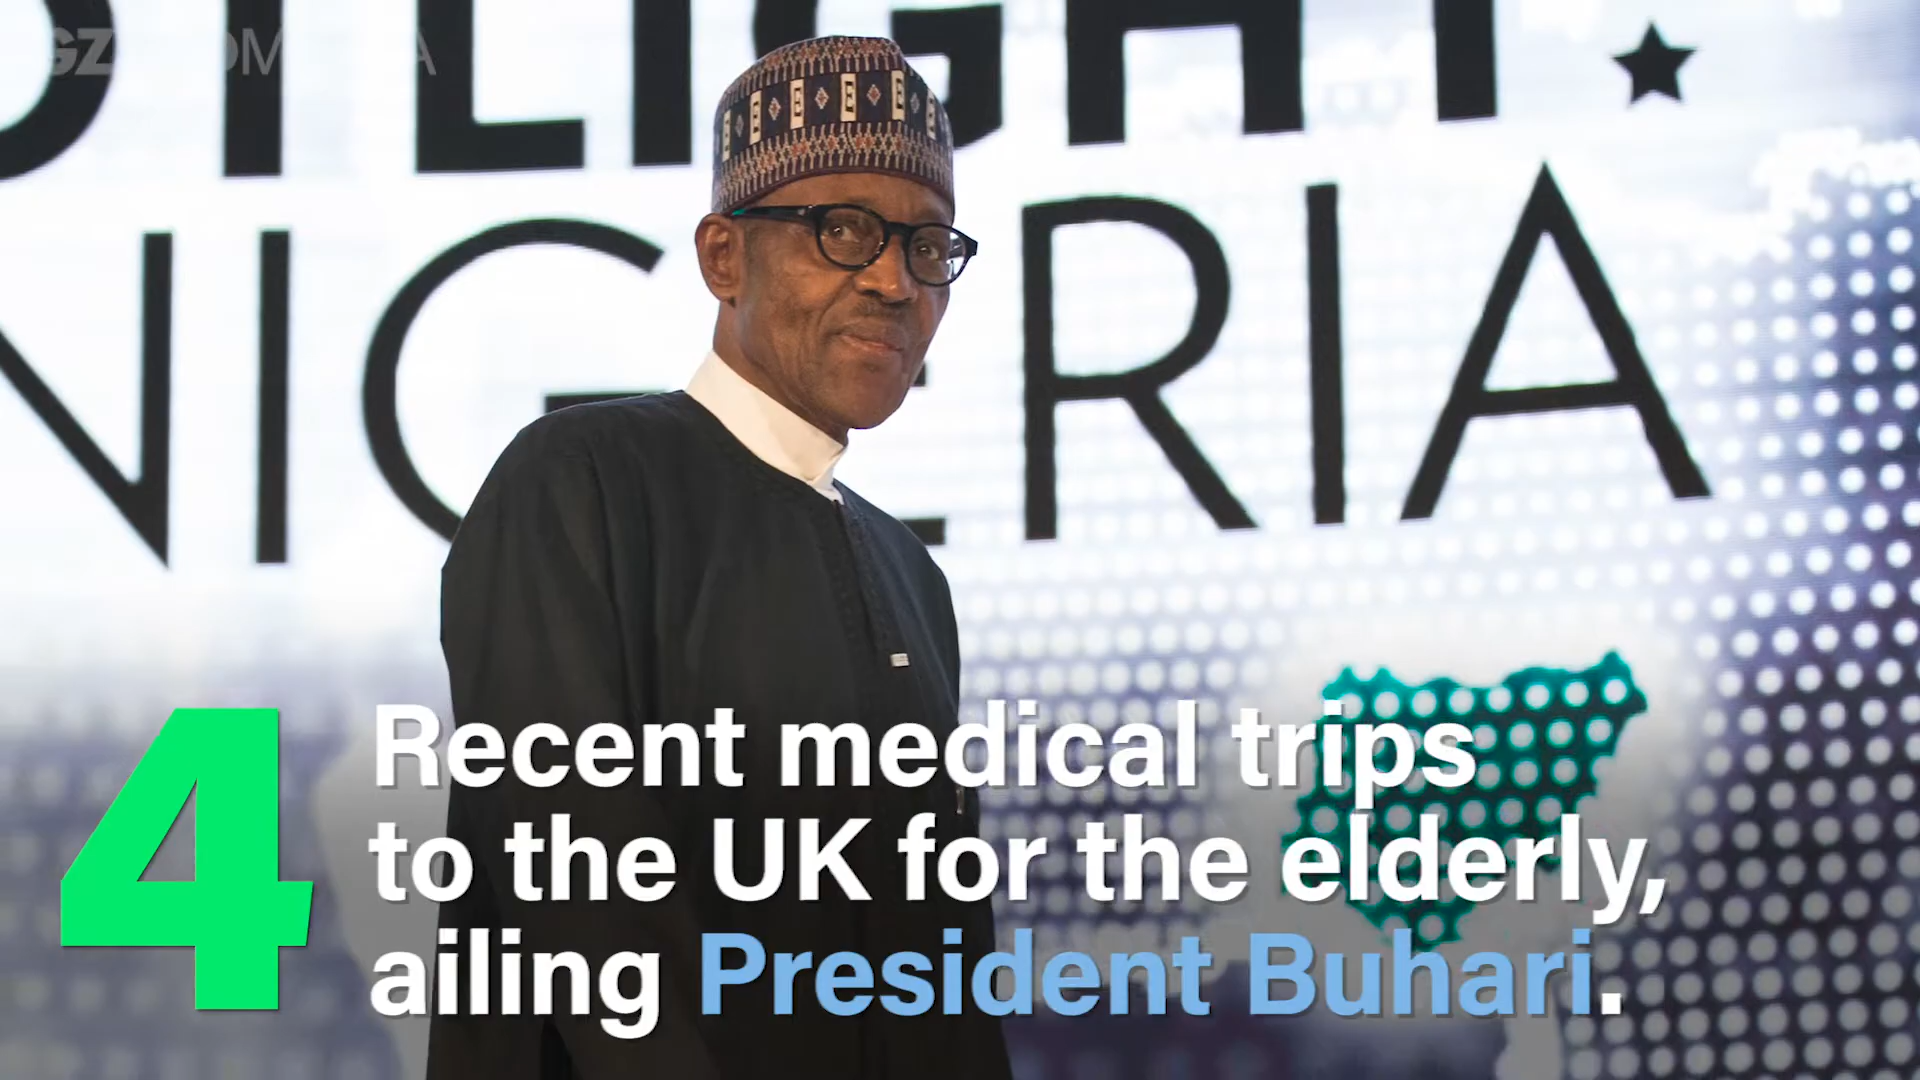 NIGERIA
4
Recent medical trips
to the UK for the elderly,
ailing President Buhari.